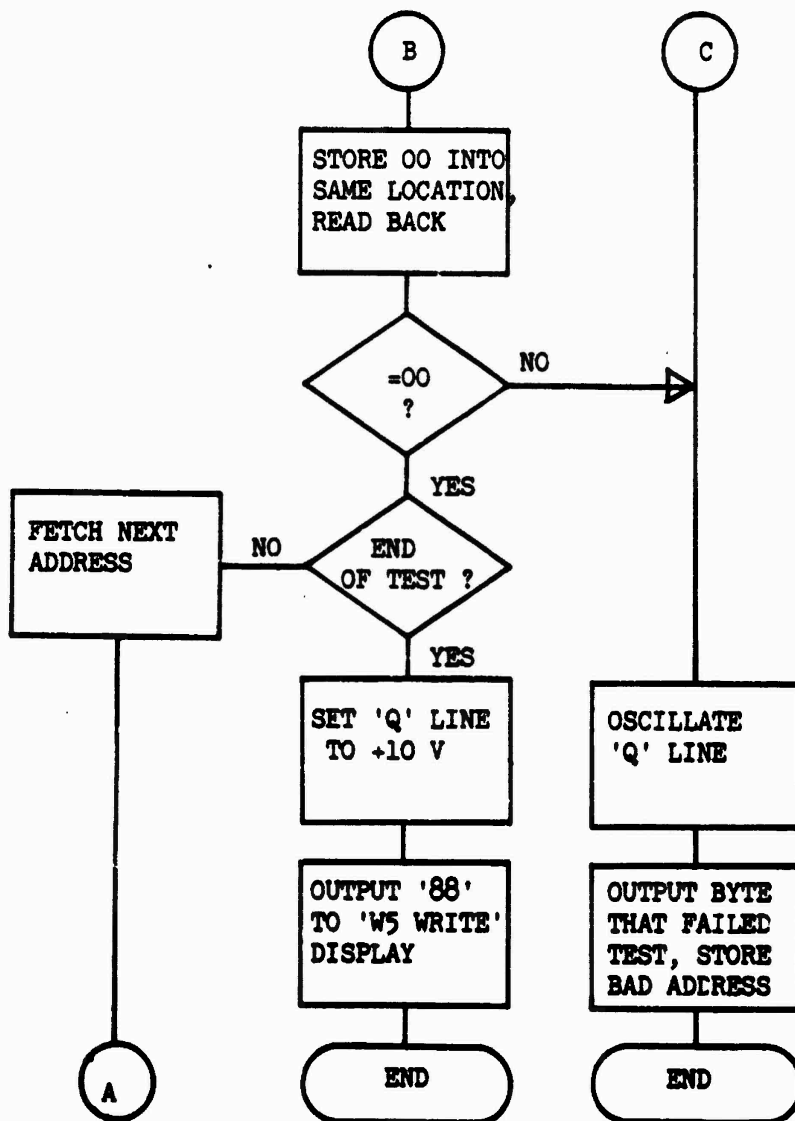 B
C
STORE 00 INTO
SAME LOCATION,
READ BACK
=00
?
NO
YES
FETCH NEXT
ADDRESS
NO
END
OF TEST ?
YES
SET 'Q' LINE
TO +10 V
OSCILLATE
'Q' LINE
OUTPUT '88'
TO 'W5 WRITE'
DISPLAY
OUTPUT BYTE
THAT FAILED
TEST, STORE
BAD ADDRESS
A
END
END